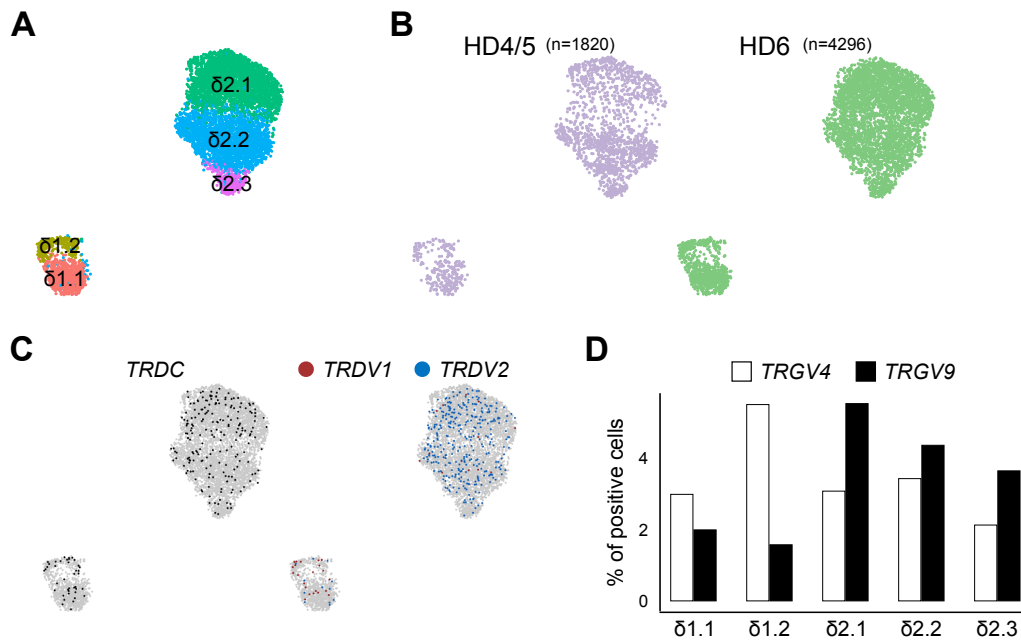 A
δ2.1
δ2.2
δ2.3
δ1.2
δ1.1
B
HD4/5 (n=1820)
HD6 (n=4296)
C
TRDC
TRDV1 TRDV2
D
TRGV4 TRGV9
% of positive cells
4
2
0
δ1.1 δ1.2 δ2.1 δ2.2 δ2.3